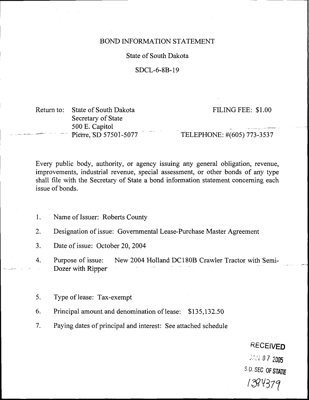 BOND INFORMATION STATEMENT
State of South Dakota
SDCL-6-8B-19
Return to: State of South Dakota FILING FEE: $1.00
Secretary of State
500 E. Capitol
Pierre, SD 57501-5077 TELEPHONE: #(605) 773-3537
Every public body, authority, or agency issuing any general obligation, revenue,
improvements, industrial revenue, special assessment, or other bonds of any type
shall file with the Secretary of State a bond information statement concerning each
issue of bonds.
1. Name of Issuer: Roberts County
2. Designation of issue: Governmental Lease-Purchase Master Agreement
3. Date of issue: October 20, 2004
4. Purpose of issue: New 2004 Holland DC180B Crawler Tractor with Semi-
Dozer with Ripper
5. Type of lease: Tax-exempt
6. Principal amount and denomination of lease: $135,132.50
7. Paying dates of principal and interest: See attached schedule
RECEIVED
JAN 07 2005
S.D. SEC OF STATE
1394379